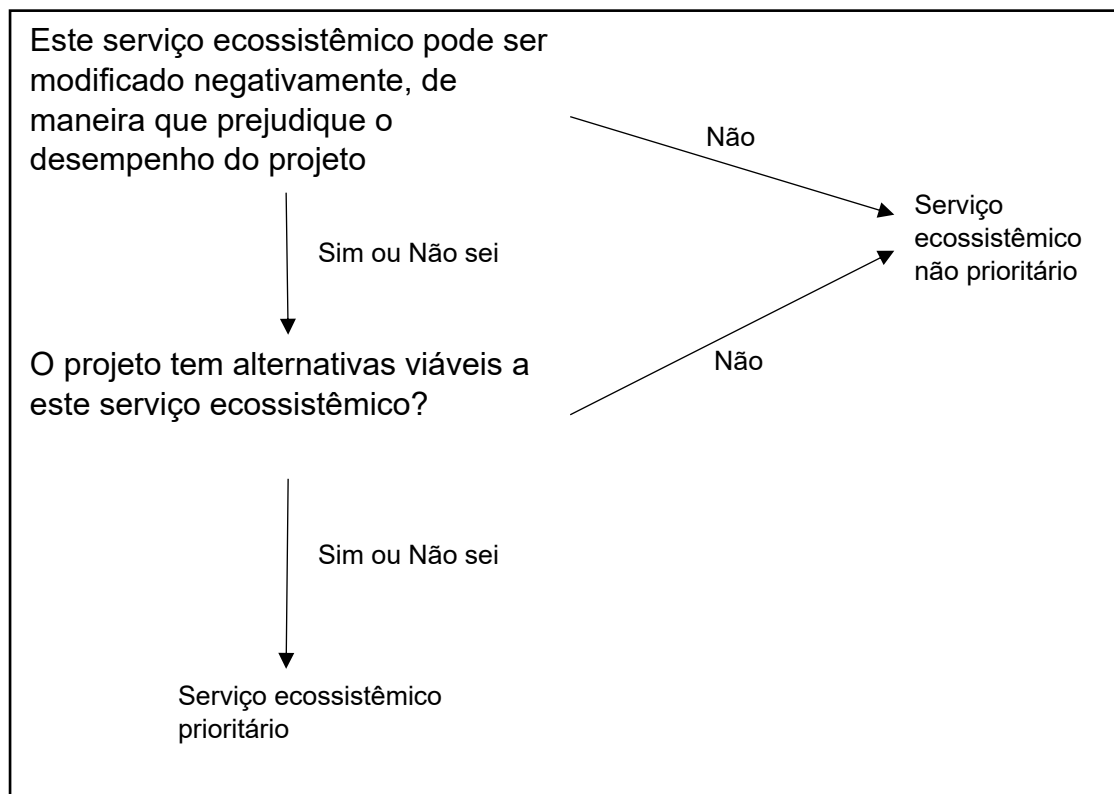 Este serviço ecossistêmico pode ser
modificado negativamente, de
maneira que prejudique o
desempenho do projeto
Não
Serviço
ecossistêmico
não prioritário
Sim ou Não sei
O projeto tem alternativas viáveis a
este serviço ecossistêmico?
Não
Sim ou Não sei
Serviço ecossistêmico
prioritário